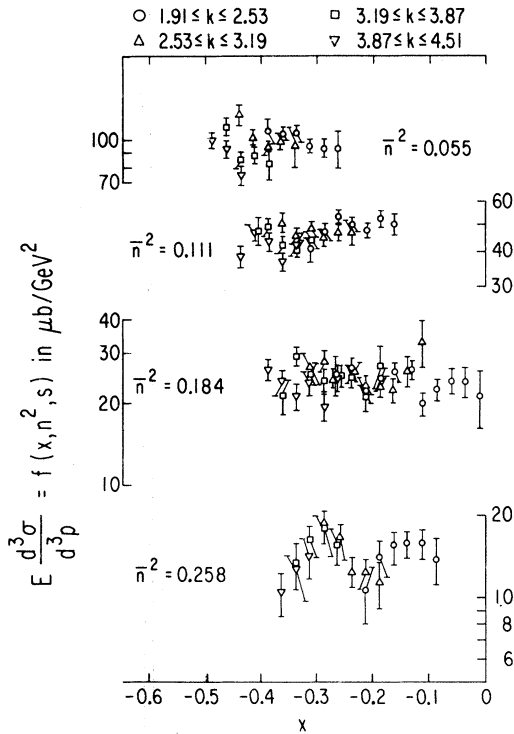 ○ 1.91 ≤ k ≤ 2.53   □ 3.19 ≤ k ≤ 3.87
△ 2.53 ≤ k ≤ 3.19   ▽ 3.87 ≤ k ≤ 4.51
100
70
n̄² = 0.055
60
40
30
n̄² = 0.111
40
30
20
10
n̄² = 0.184
20
10
8
6
n̄² = 0.258
E d³σ/d³p = f(x,n²,s) in μb/GeV²
-0.6 -0.5 -0.4 -0.3 -0.2 -0.1 0
X